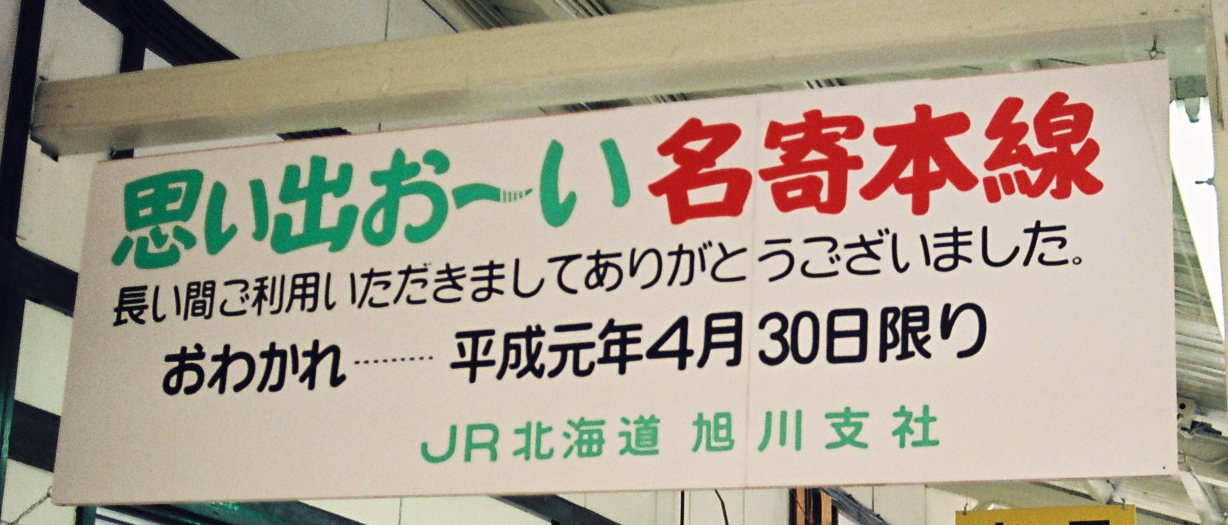 思い出お〜い名寄本線
長い間ご利用いただきましてありがとうございました。
おわかれ………平成元年4月30日限り
JR北海道 旭川支社